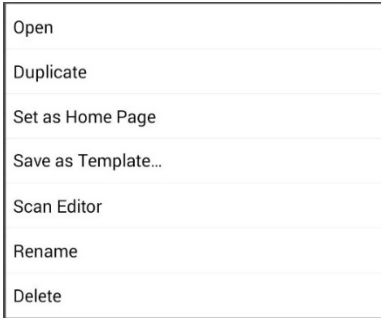 Open
Duplicate
Set as Home Page
Save as Template...
Scan Editor
Rename
Delete